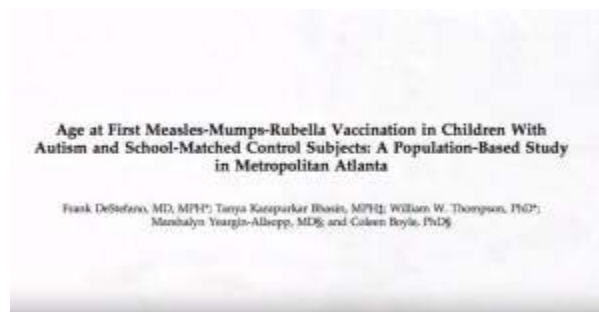 Age at First Measles-Mumps-Rubella Vaccination in Children With
Autism and School-Matched Control Subjects: A Population-Based Study
in Metropolitan Atlanta
Frank DeStefano, MD, MPH*; Tanya Karapurkar Bhasin, MPH‡; William W. Thompson, PhD*;
Marshalyn Yeargin-Allsopp, MD§; and Coleen Boyle, PhD§